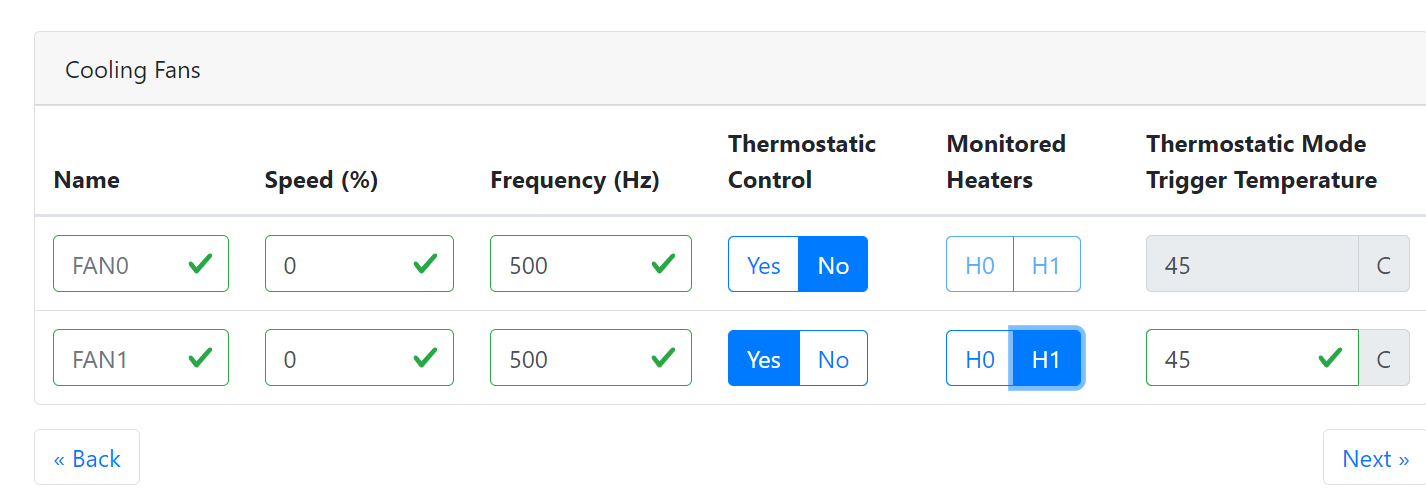 Cooling Fans
Thermostatic Monitored Thermostatic Mode
Name Speed (%) Frequency (Hz) Control Heaters Trigger Temperature
FAN0 0 500 Yes No H0 H1 45 C
FAN1 0 500 Yes No H0 H1 45 C
« Back Next »